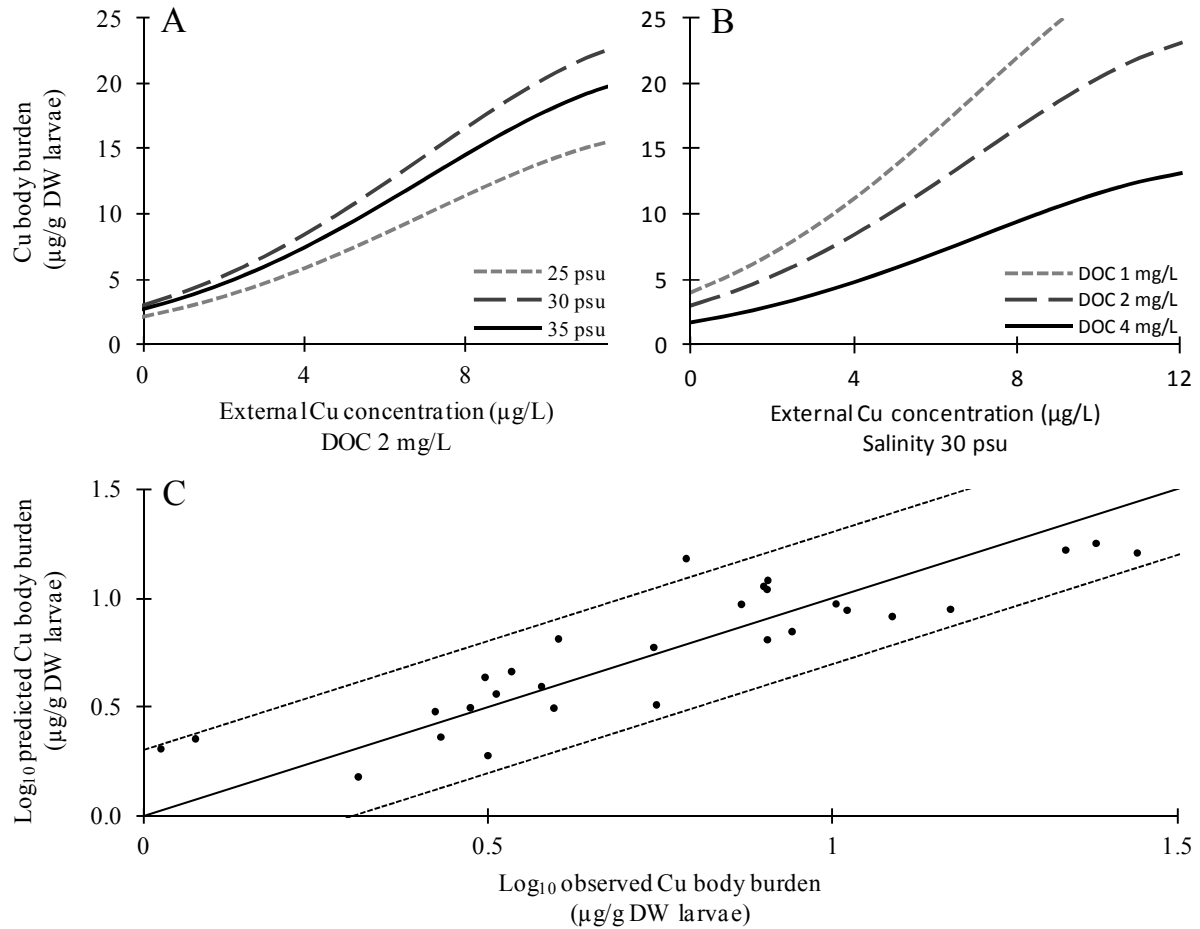 A
25
20
15
10
5
0
Cu body burden
(µg/g DW larvae)
25 psu
30 psu
35 psu
0 4 8
External Cu concentration (µg/L)
DOC 2 mg/L
B
25
20
15
10
5
0
DOC 1 mg/L
DOC 2 mg/L
DOC 4 mg/L
0 4 8 12
External Cu concentration (µg/L)
Salinity 30 psu
C
1.5
1.0
0.5
0.0
Log₁₀ predicted Cu body burden
(µg/g DW larvae)
0 0.5 1 1.5
Log₁₀ observed Cu body burden
(µg/g DW larvae)